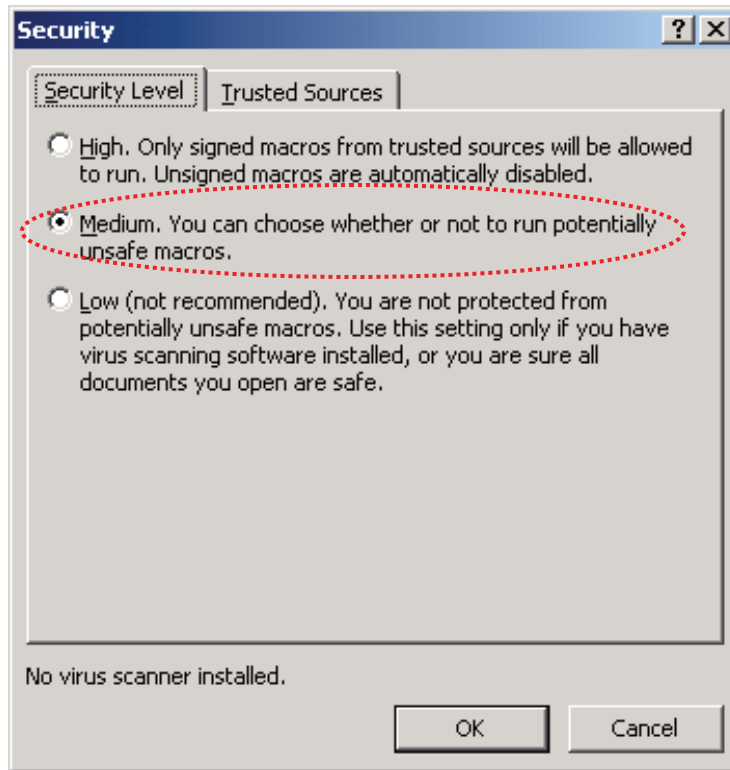 Security
Security Level Trusted Sources
High. Only signed macros from trusted sources will be allowed
to run. Unsigned macros are automatically disabled.
Medium. You can choose whether or not to run potentially
unsafe macros.
Low (not recommended). You are not protected from
potentially unsafe macros. Use this setting only if you have
virus scanning software installed, or you are sure all
documents you open are safe.
No virus scanner installed.
OK Cancel